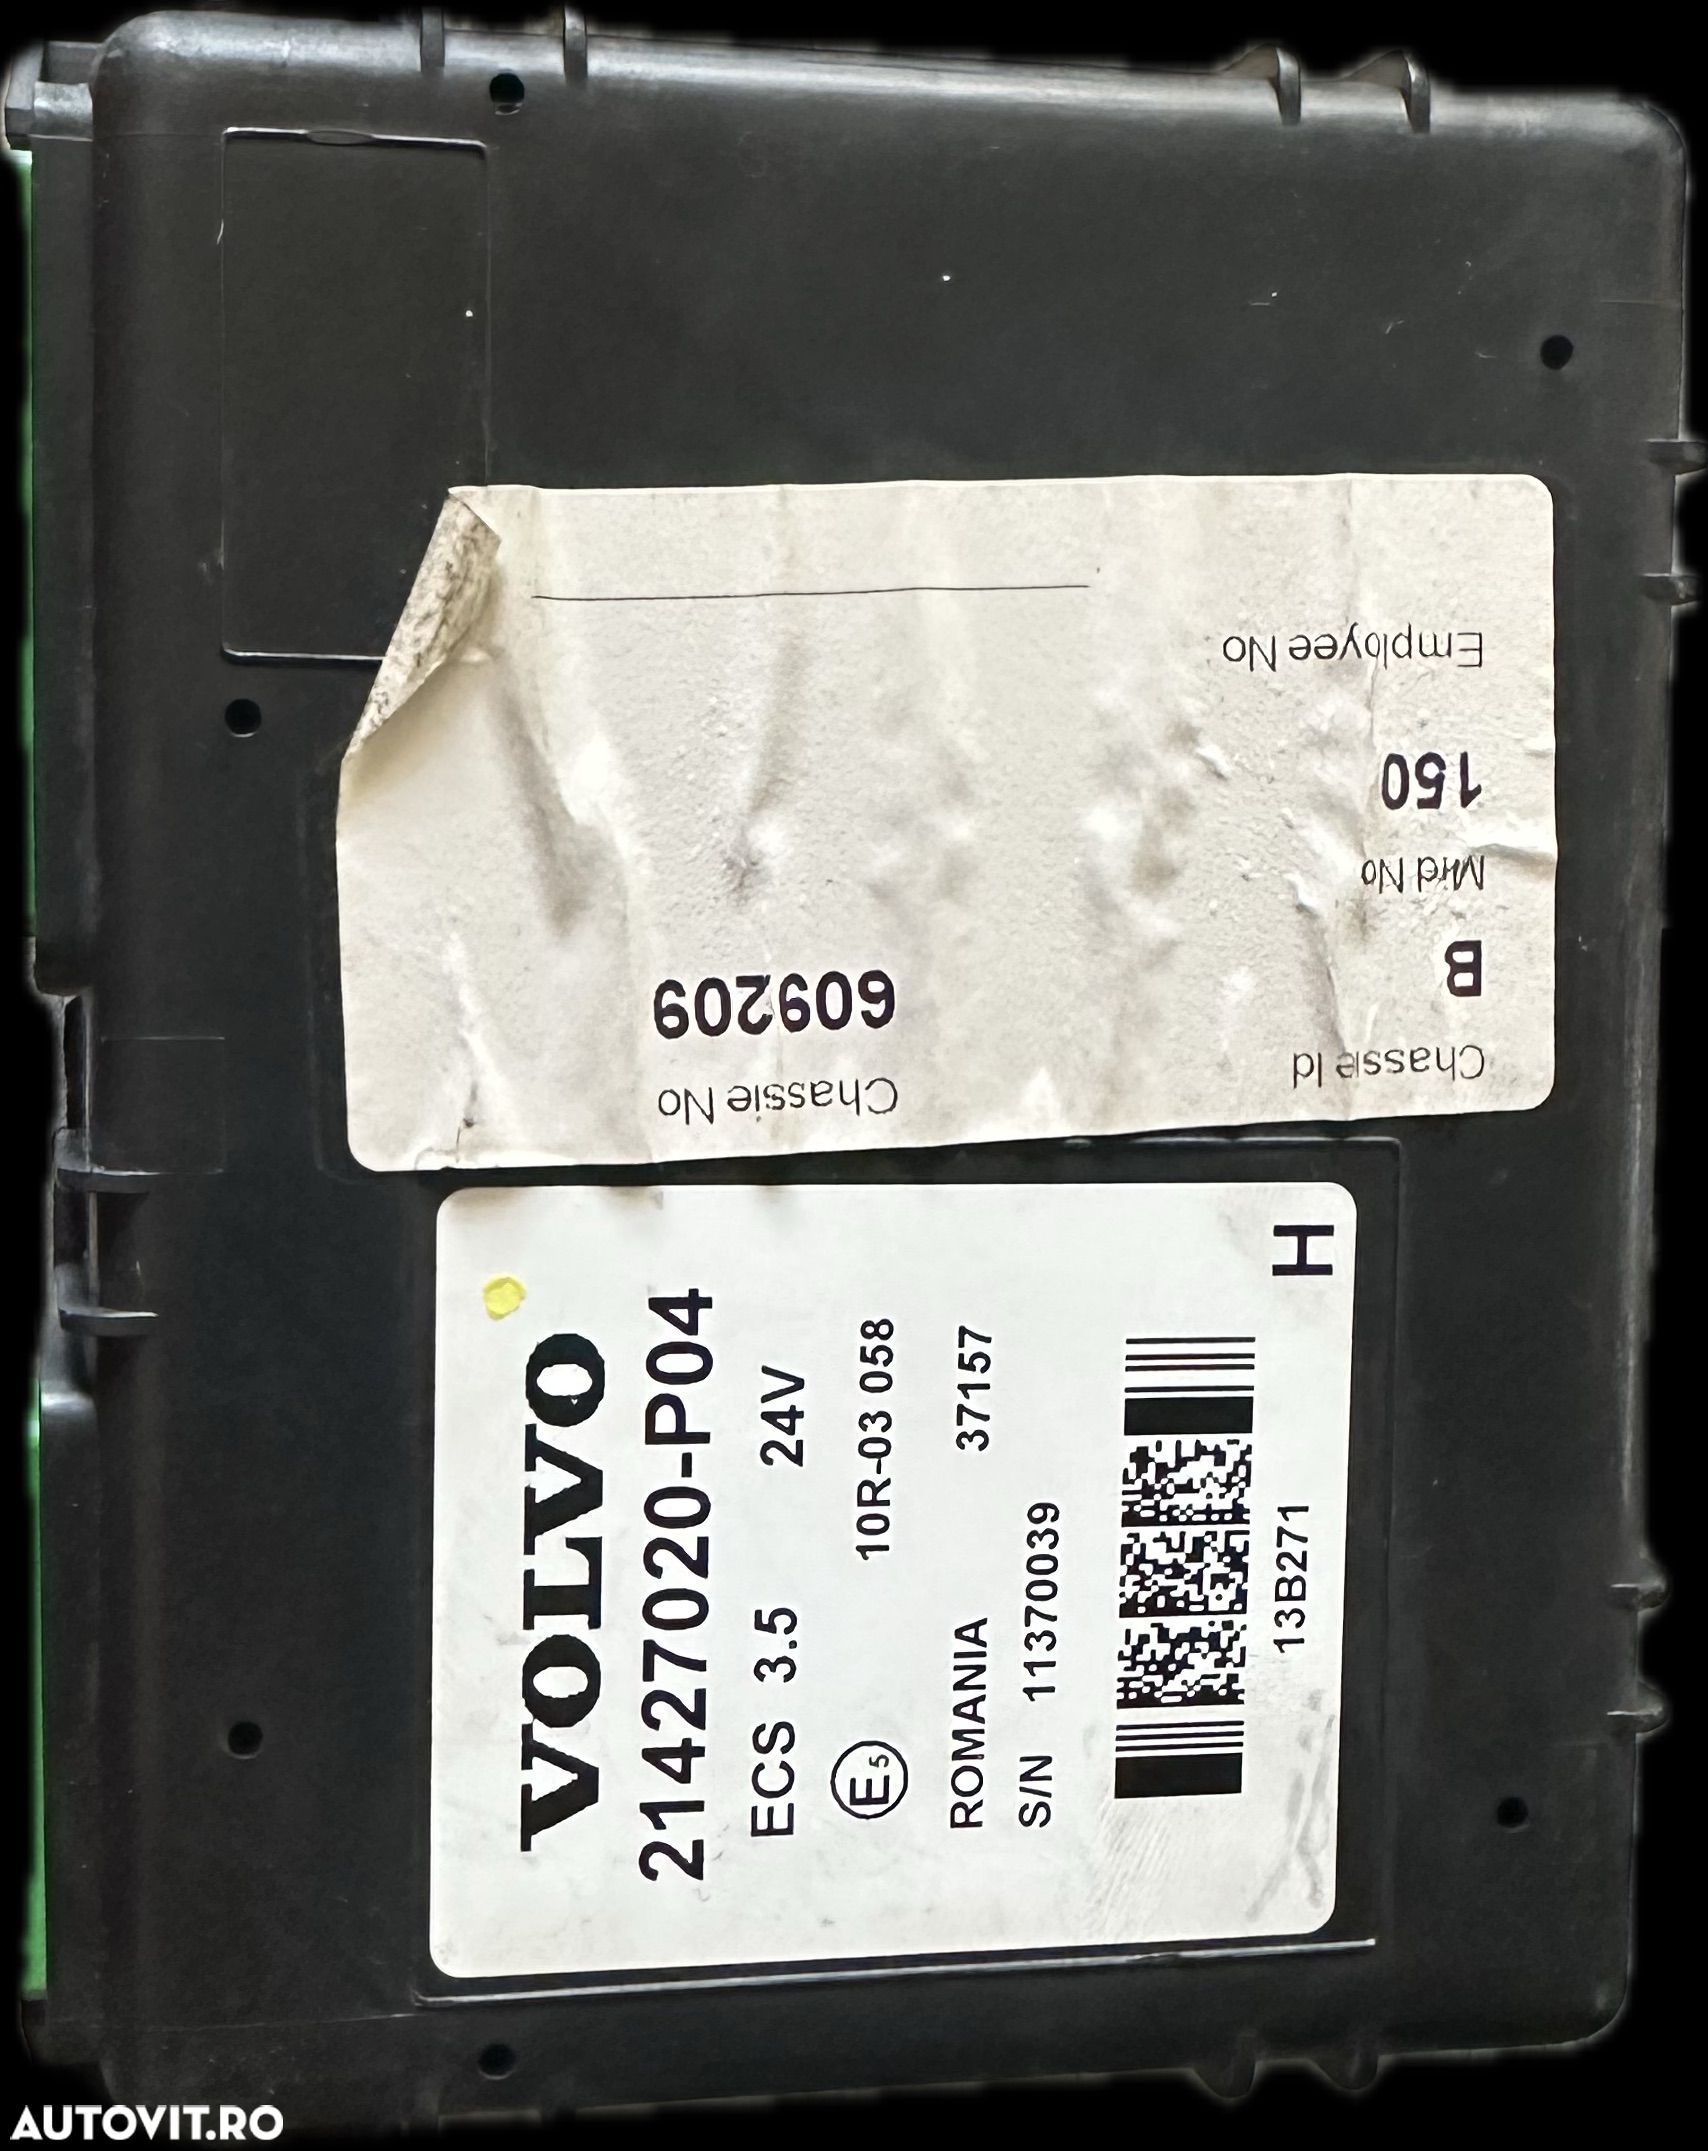 Chassie Id
B
Mid No
150
Employee No
Chassie No
609209
VOLVO
21427020-P04
ECS 3.5 24V
E5 10R-03 058
ROMANIA 37157
S/N 11370039
13B271
H
AUTOVIT.RO